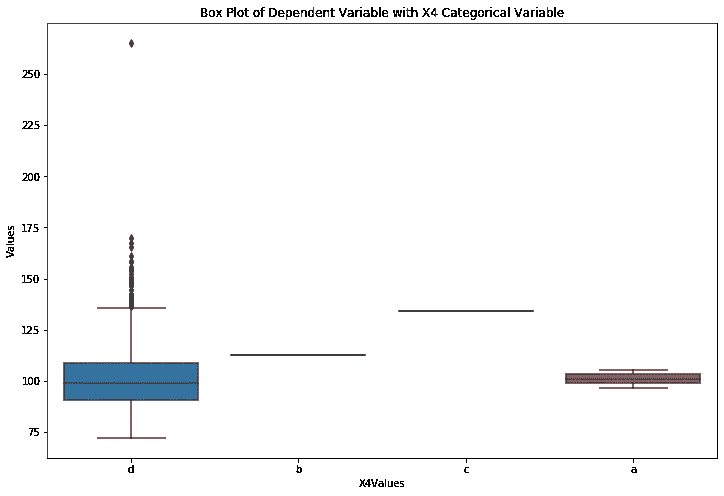 Box Plot of Dependent Variable with X4 Categorical Variable
250
225
200
175
150
125
100
75
Values
d b c a
X4Values